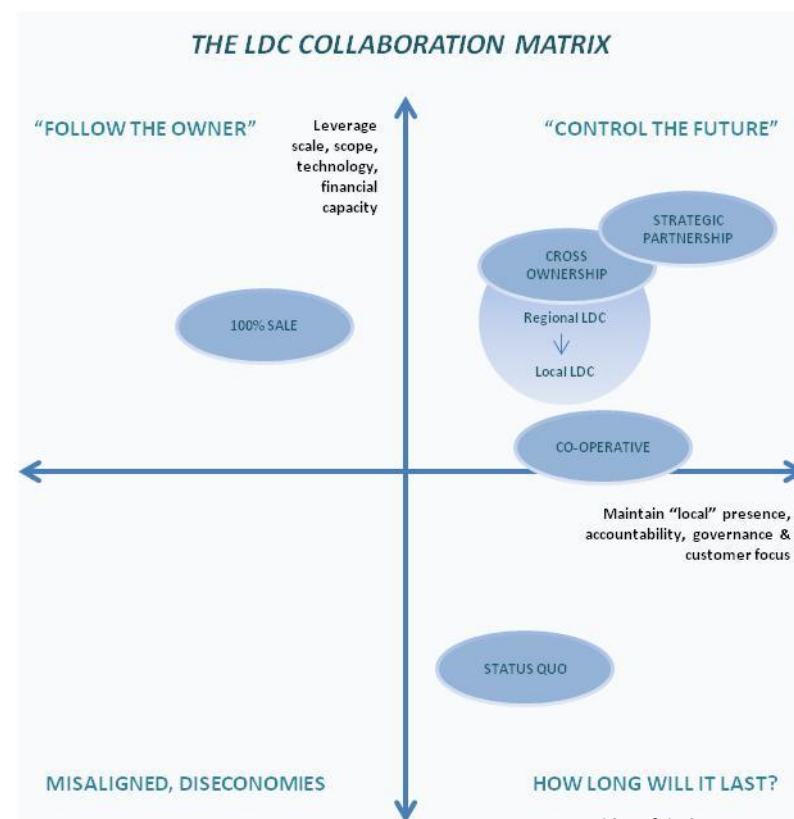 THE LDC COLLABORATION MATRIX
"FOLLOW THE OWNER"
Leverage
scale, scope,
technology,
financial
capacity
"CONTROL THE FUTURE"
STRATEGIC
PARTNERSHIP
CROSS
OWNERSHIP
Regional LDC
Local LDC
100% SALE
CO-OPERATIVE
Maintain "local" presence,
accountability, governance &
customer focus
STATUS QUO
MISALIGNED, DISECONOMIES
HOW LONG WILL IT LAST?